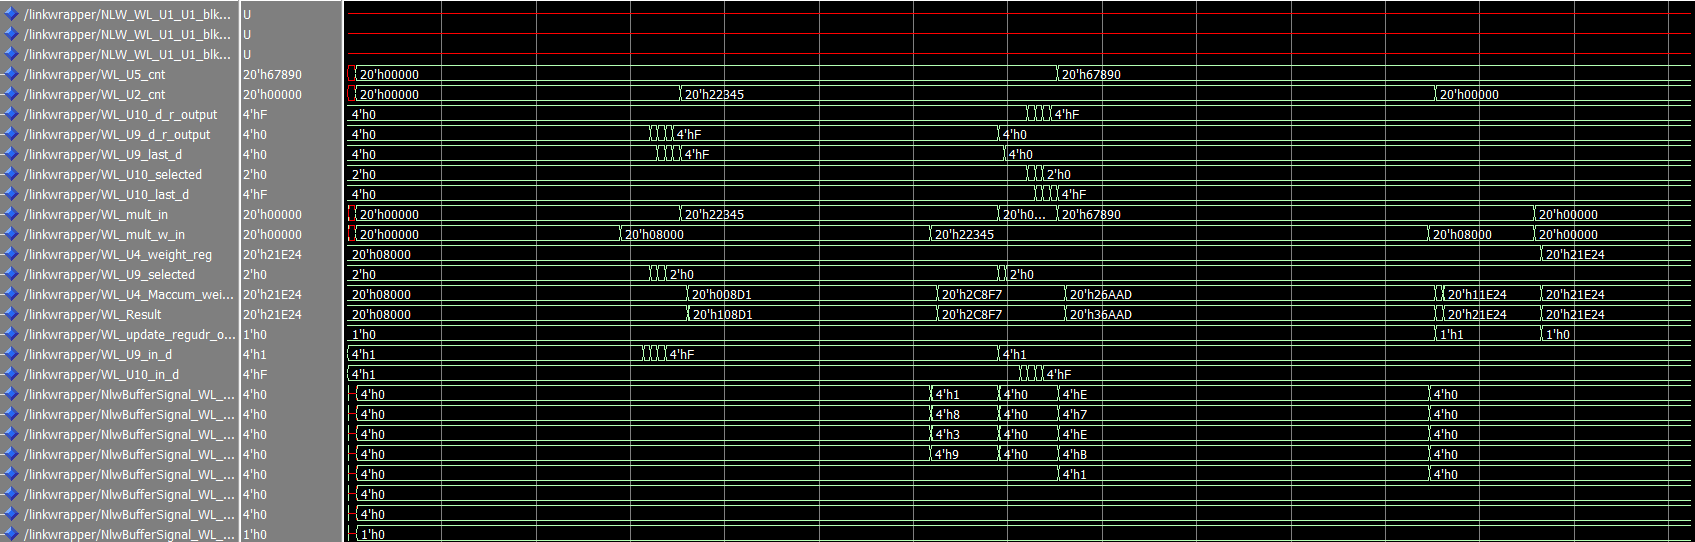 /linkwrapper/NLW_WL_U1_U1_blk... U
/linkwrapper/NLW_WL_U1_U1_blk... U
/linkwrapper/NLW_WL_U1_U1_blk... U
/linkwrapper/WL_U5_cnt 20'h67890 20'h00000 20'h67890
/linkwrapper/WL_U2_cnt 20'h00000 20'h00000 20'h22345 20'h00000
/linkwrapper/WL_U10_d_r_output 4'hF 4'h0 4'hF
/linkwrapper/WL_U9_d_r_output 4'h0 4'h0 4'hF 4'h0
/linkwrapper/WL_U9_last_d 4'h0 4'h0 4'hF 4'h0
/linkwrapper/WL_U10_selected 2'h0 2'h0 2'h0
/linkwrapper/WL_U10_last_d 4'hF 4'h0 4'hF
/linkwrapper/WL_mult_in 20'h00000 20'h00000 20'h22345 20'h0... 20'h67890 20'h00000
/linkwrapper/WL_mult_w_in 20'h00000 20'h00000 20'h08000 20'h22345 20'h08000 20'h00000
/linkwrapper/WL_U4_weight_reg 20'h21E24 20'h08000 20'h21E24
/linkwrapper/WL_U9_selected 2'h0 2'h0 2'h0 2'h0
/linkwrapper/WL_U4_Maccum_wei... 20'h21E24 20'h08000 20'h008D1 20'h2C8F7 20'h26AAD 20'h11E24 20'h21E24
/linkwrapper/WL_Result 20'h21E24 20'h08000 20'h108D1 20'h2C8F7 20'h36AAD 20'h21E24 20'h21E24
/linkwrapper/WL_update_regudr_o... 1'h0 1'h0 1'h1 1'h0
/linkwrapper/WL_U9_in_d 4'h1 4'h1 4'hF 4'h1
/linkwrapper/WL_U10_in_d 4'hF 4'h1 4'hF
/linkwrapper/NlwBufferSignal_WL_... 4'h0 4'h0 4'h1 4'h0 4'hE 4'h0
/linkwrapper/NlwBufferSignal_WL_... 4'h0 4'h0 4'h8 4'h0 4'h7 4'h0
/linkwrapper/NlwBufferSignal_WL_... 4'h0 4'h0 4'h3 4'h0 4'hE 4'h0
/linkwrapper/NlwBufferSignal_WL_... 4'h0 4'h0 4'h9 4'h0 4'hB 4'h0
/linkwrapper/NlwBufferSignal_WL_... 4'h0 4'h0 4'h1 4'h0
/linkwrapper/NlwBufferSignal_WL_... 4'h0 4'h0
/linkwrapper/NlwBufferSignal_WL_... 4'h0 4'h0
/linkwrapper/NlwBufferSignal_WL_... 1'h0 1'h0